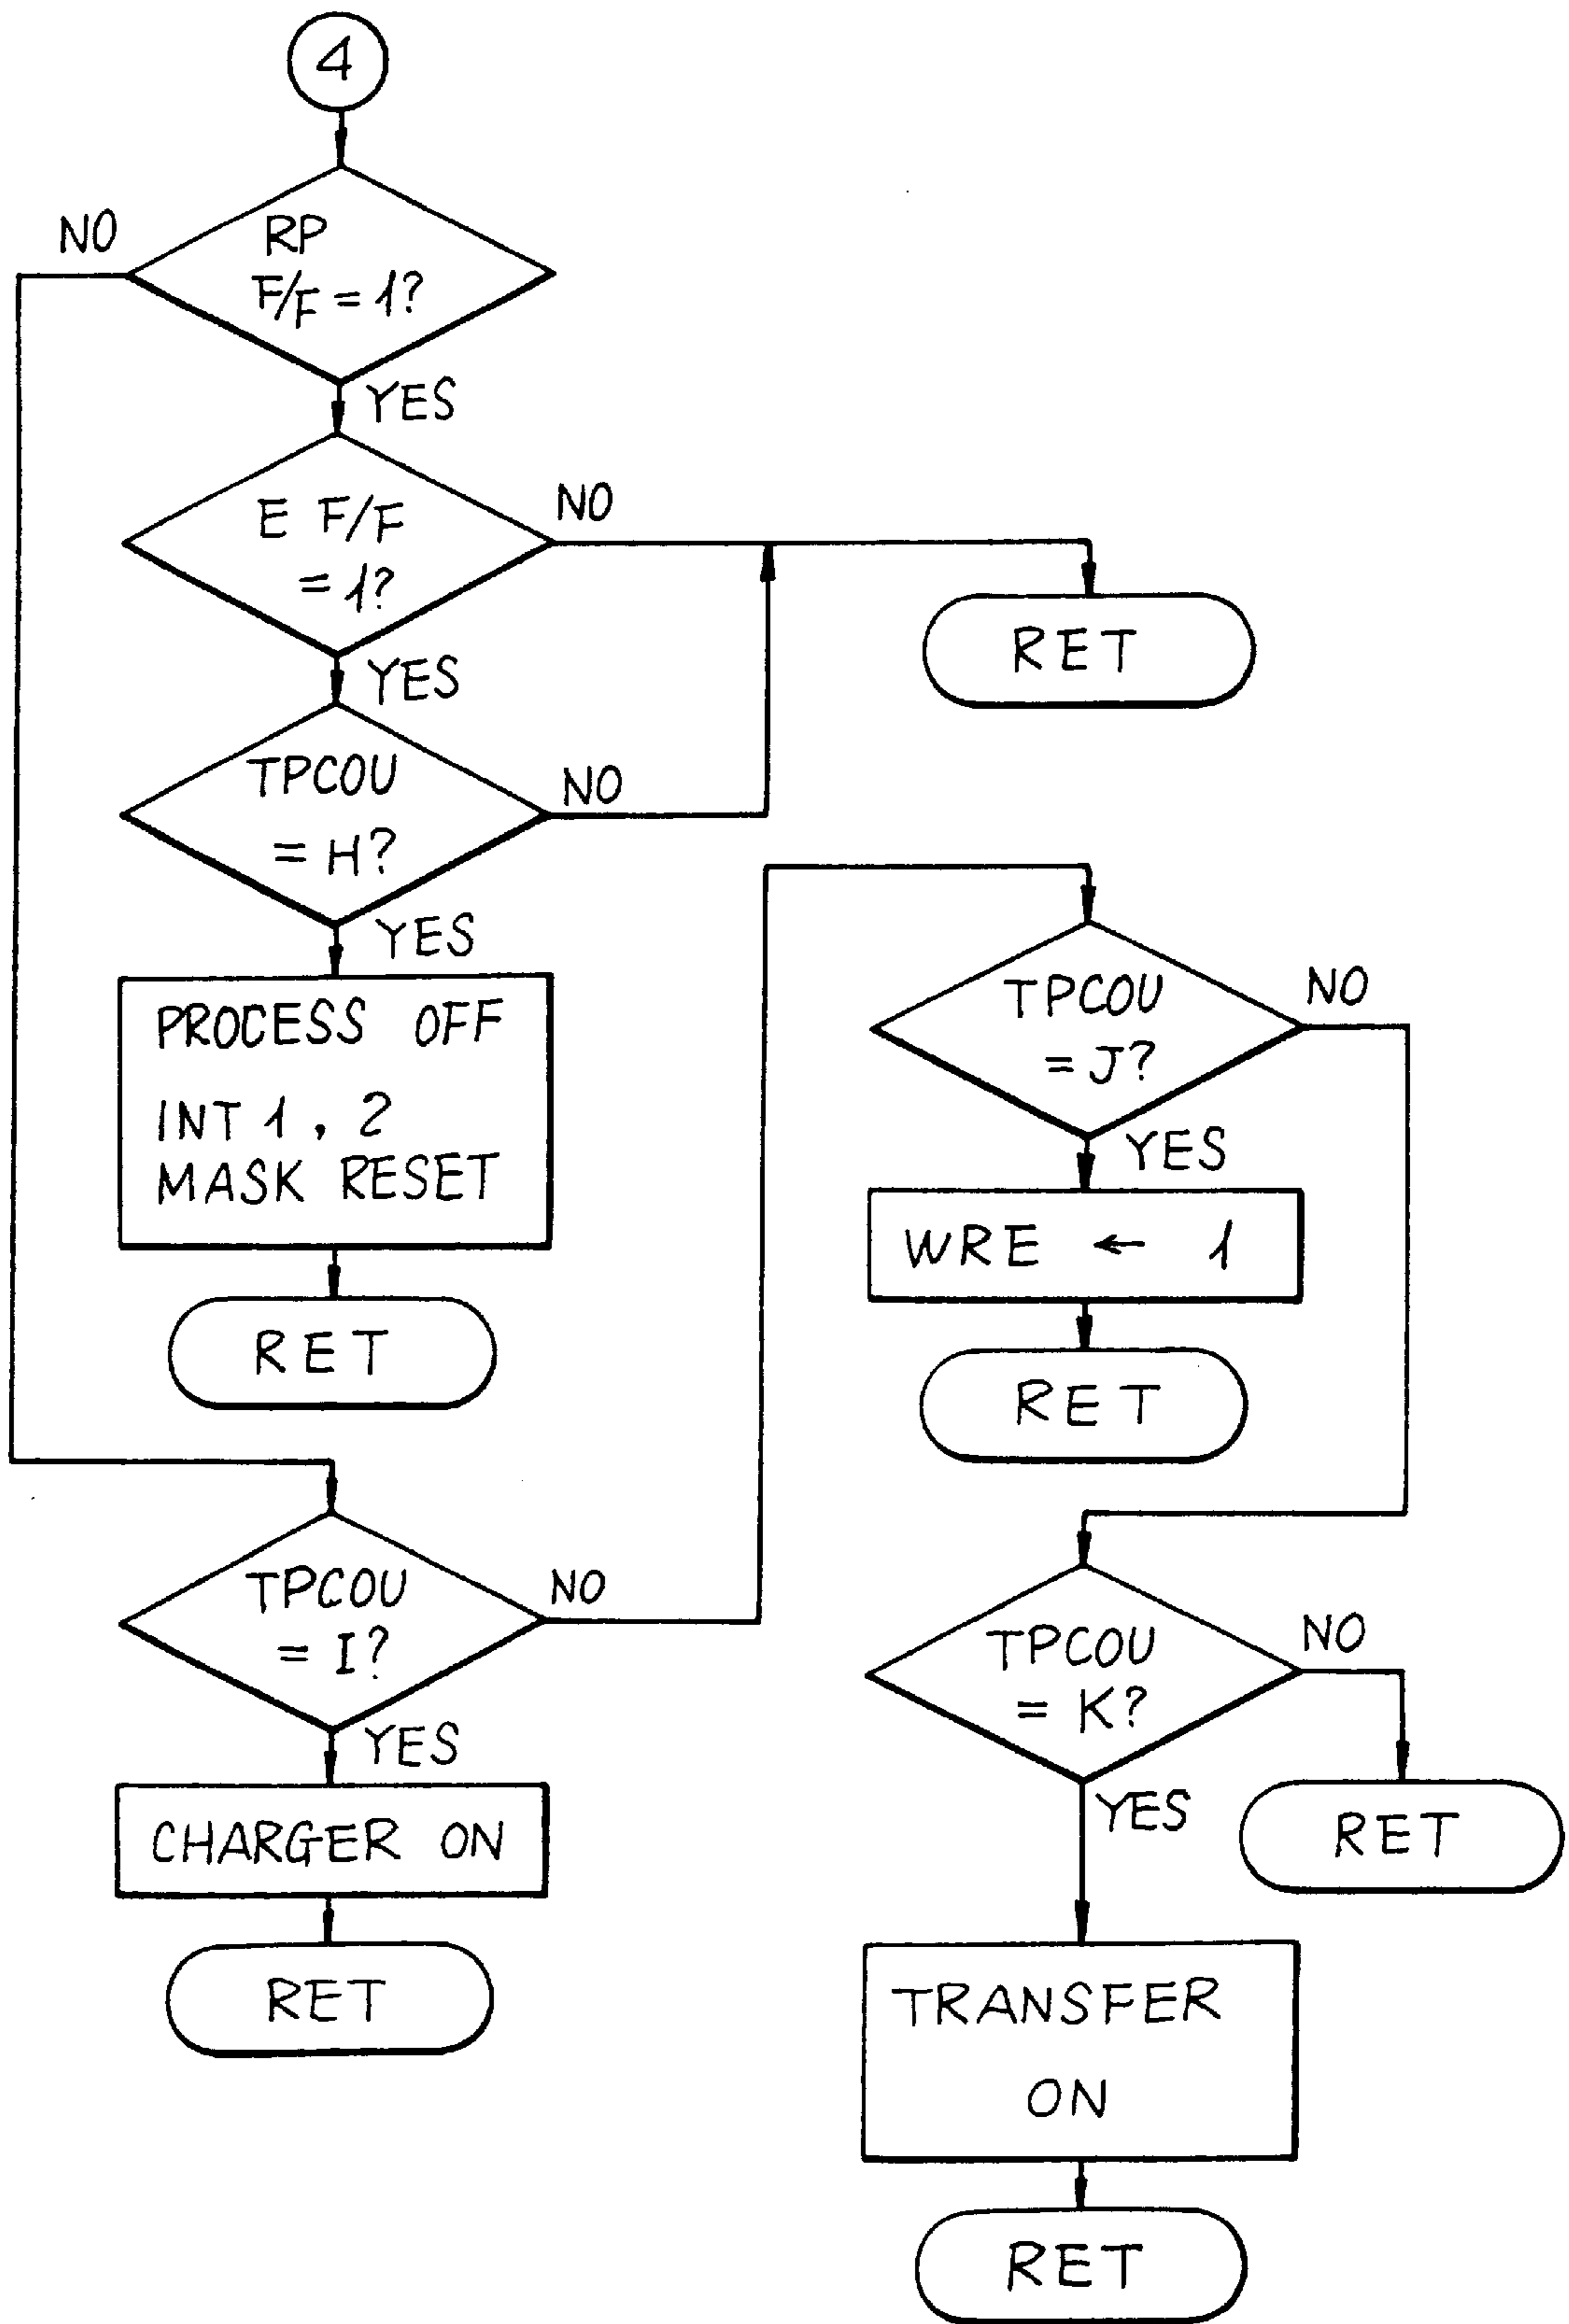 4
NO
RP
F/F = 1?
YES
E F/F
= 1?
NO
RET
YES
TPCOU
= H?
NO
YES
PROCESS OFF
INT 1, 2
MASK RESET
RET
TPCOU
= I?
NO
YES
CHARGER ON
RET
TPCOU
= J?
NO
YES
WRE ← 1
RET
TPCOU
= K?
NO
RET
YES
TRANSFER
ON
RET